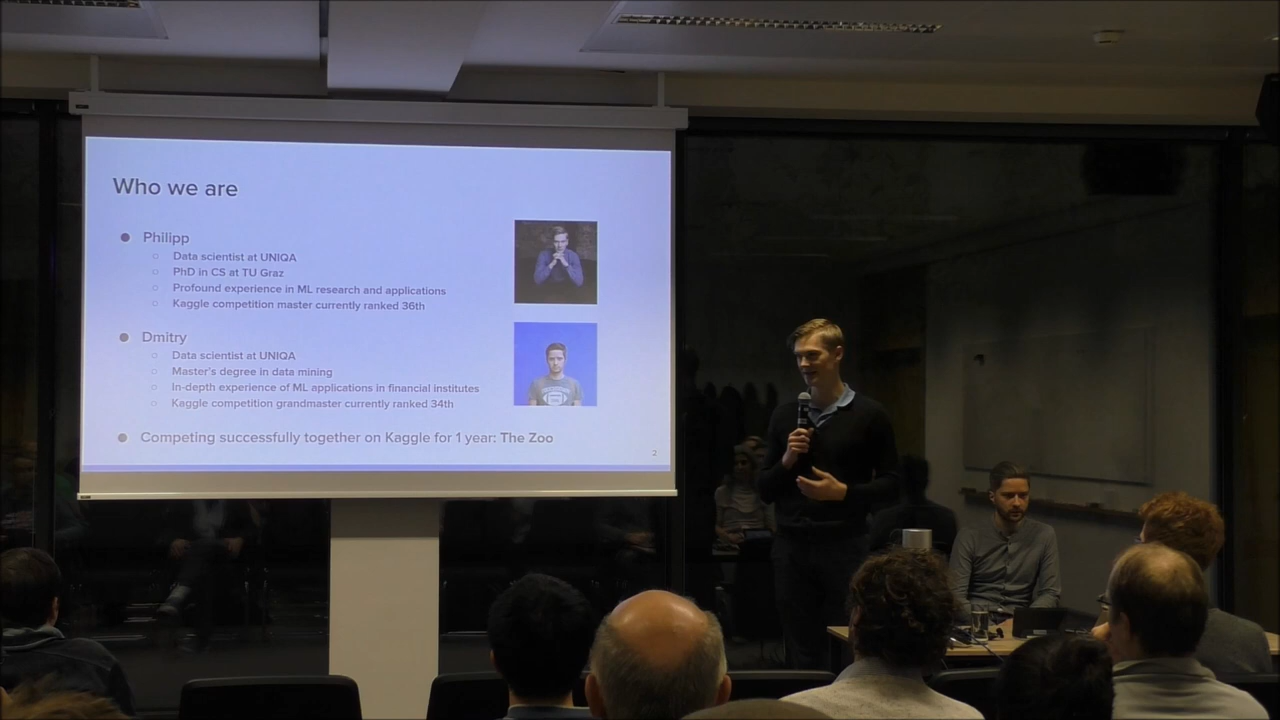 Who we are
Philipp
Data scientist at UNIQA
PhD in CS at TU Graz
Profound experience in ML research and applications
Kaggle competition master currently ranked 36th
Dmitry
Data scientist at UNIQA
Master's degree in data mining
In-depth experience of ML applications in financial institutes
Kaggle competition grandmaster currently ranked 34th
Competing successfully together on Kaggle for 1 year: The Zoo
2